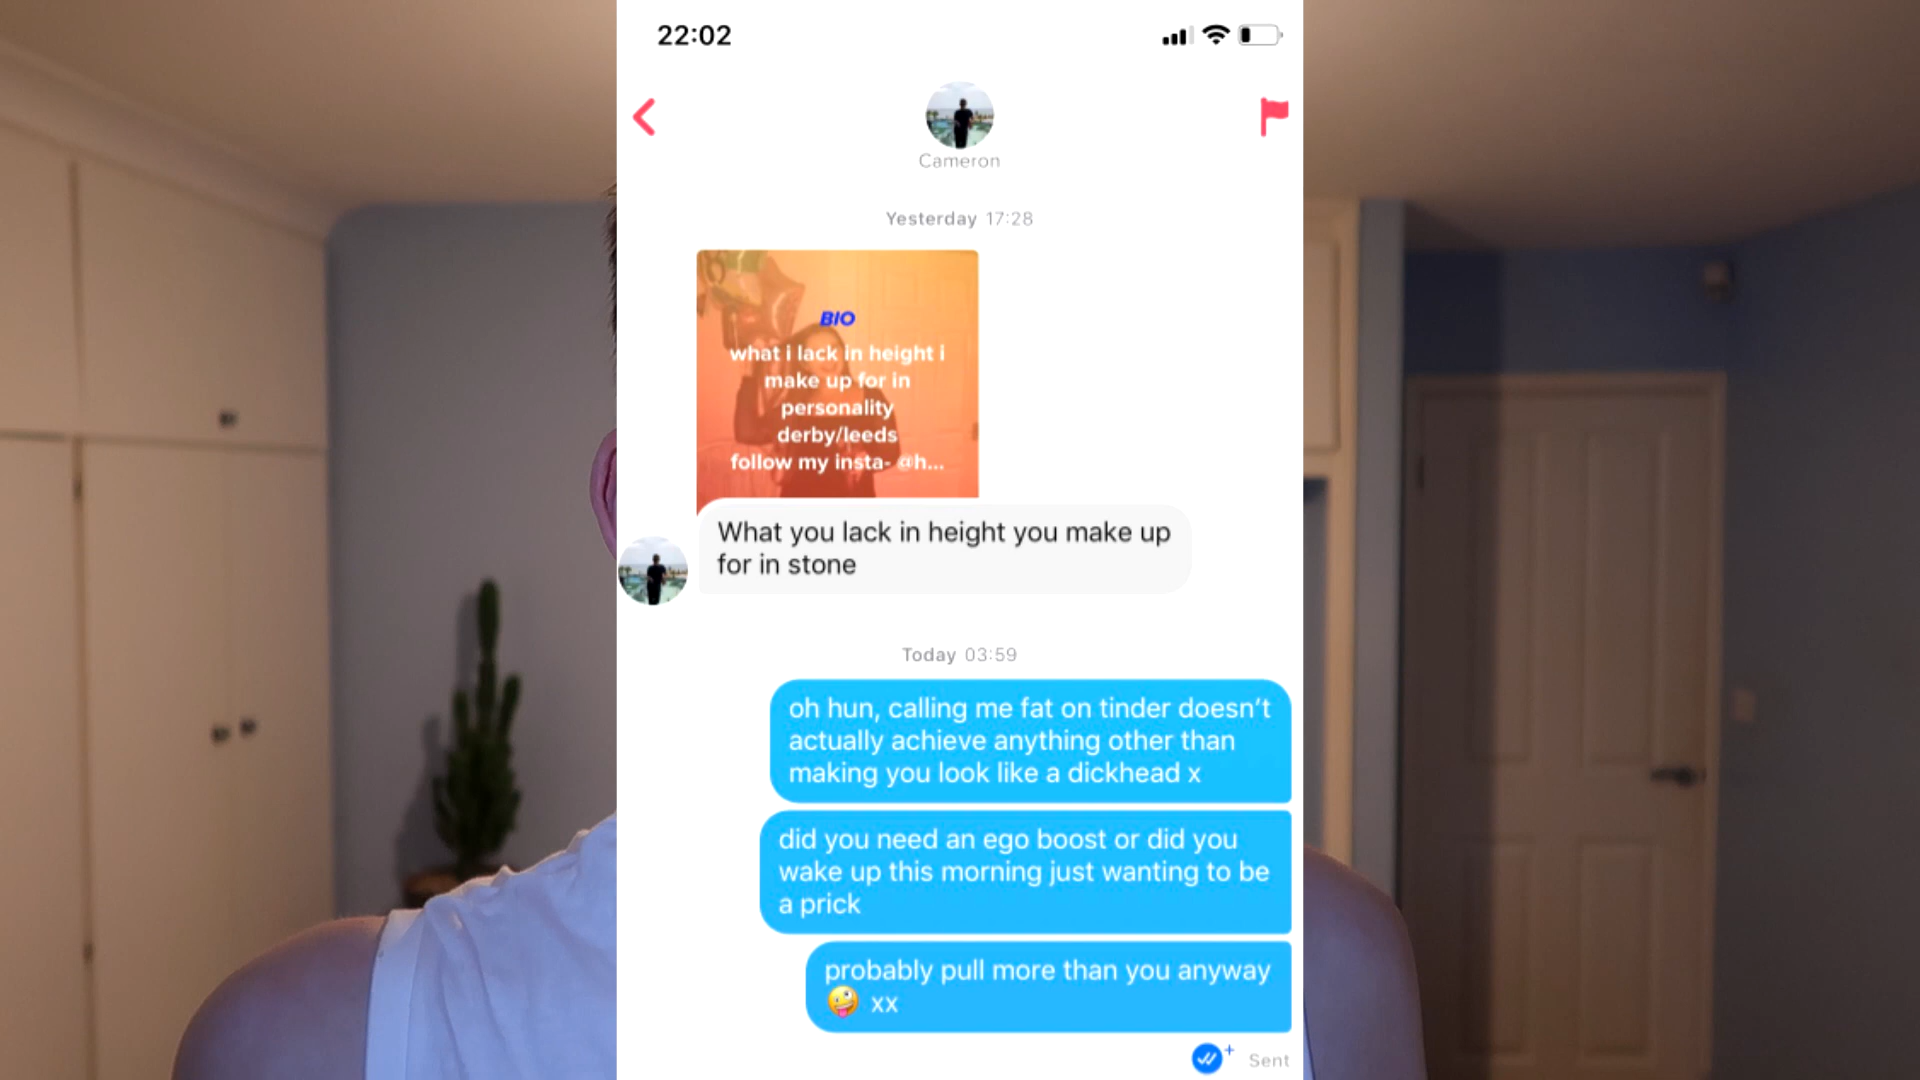 22:02
Cameron
Yesterday 17:28
BIO
what i lack in height i
make up for in
personality
derby/leeds
follow my insta- @h...
What you lack in height you make up
for in stone
Today 03:59
oh hun, calling me fat on tinder doesn’t
actually achieve anything other than
making you look like a dickhead x
did you need an ego boost or did you
wake up this morning just wanting to be
a prick
probably pull more than you anyway
🤪 xx
Sent